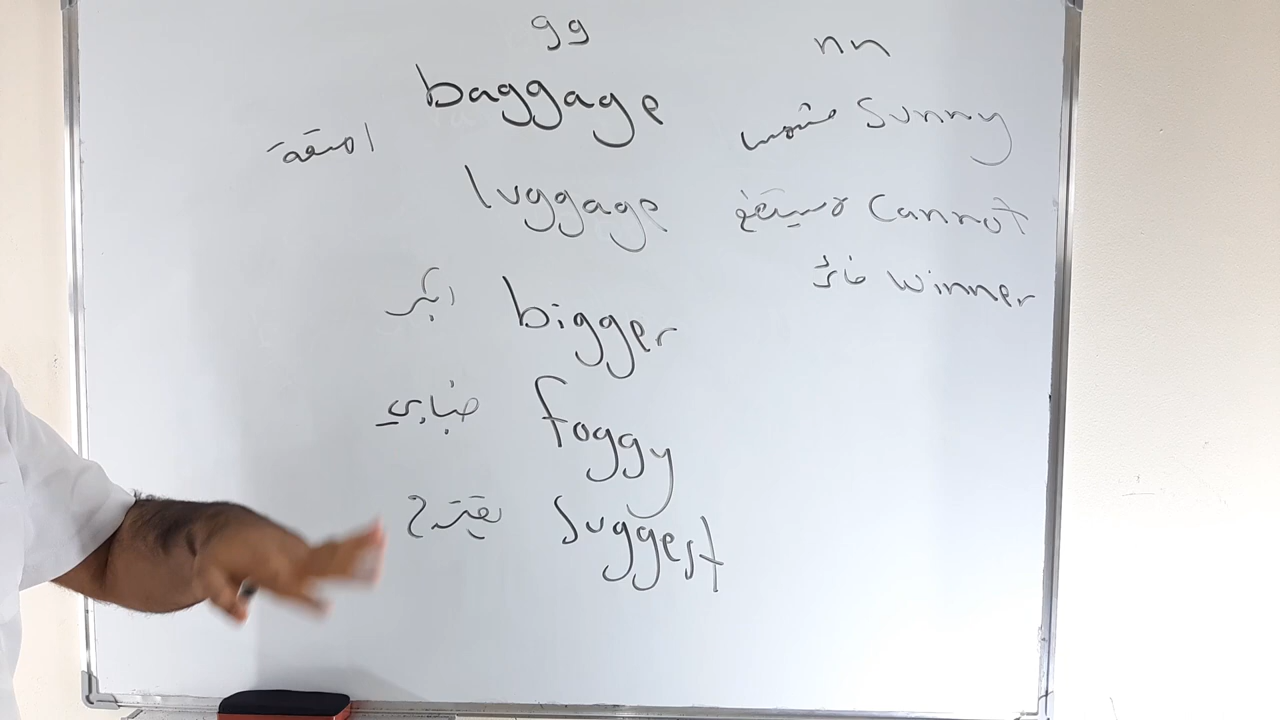 gg
baggage
امتعة
luggage
اكبر bigger
ضبابي foggy
يقترح suggest
nn
مشمس Sunny
لا يستطيع Cannot
فائز Winner